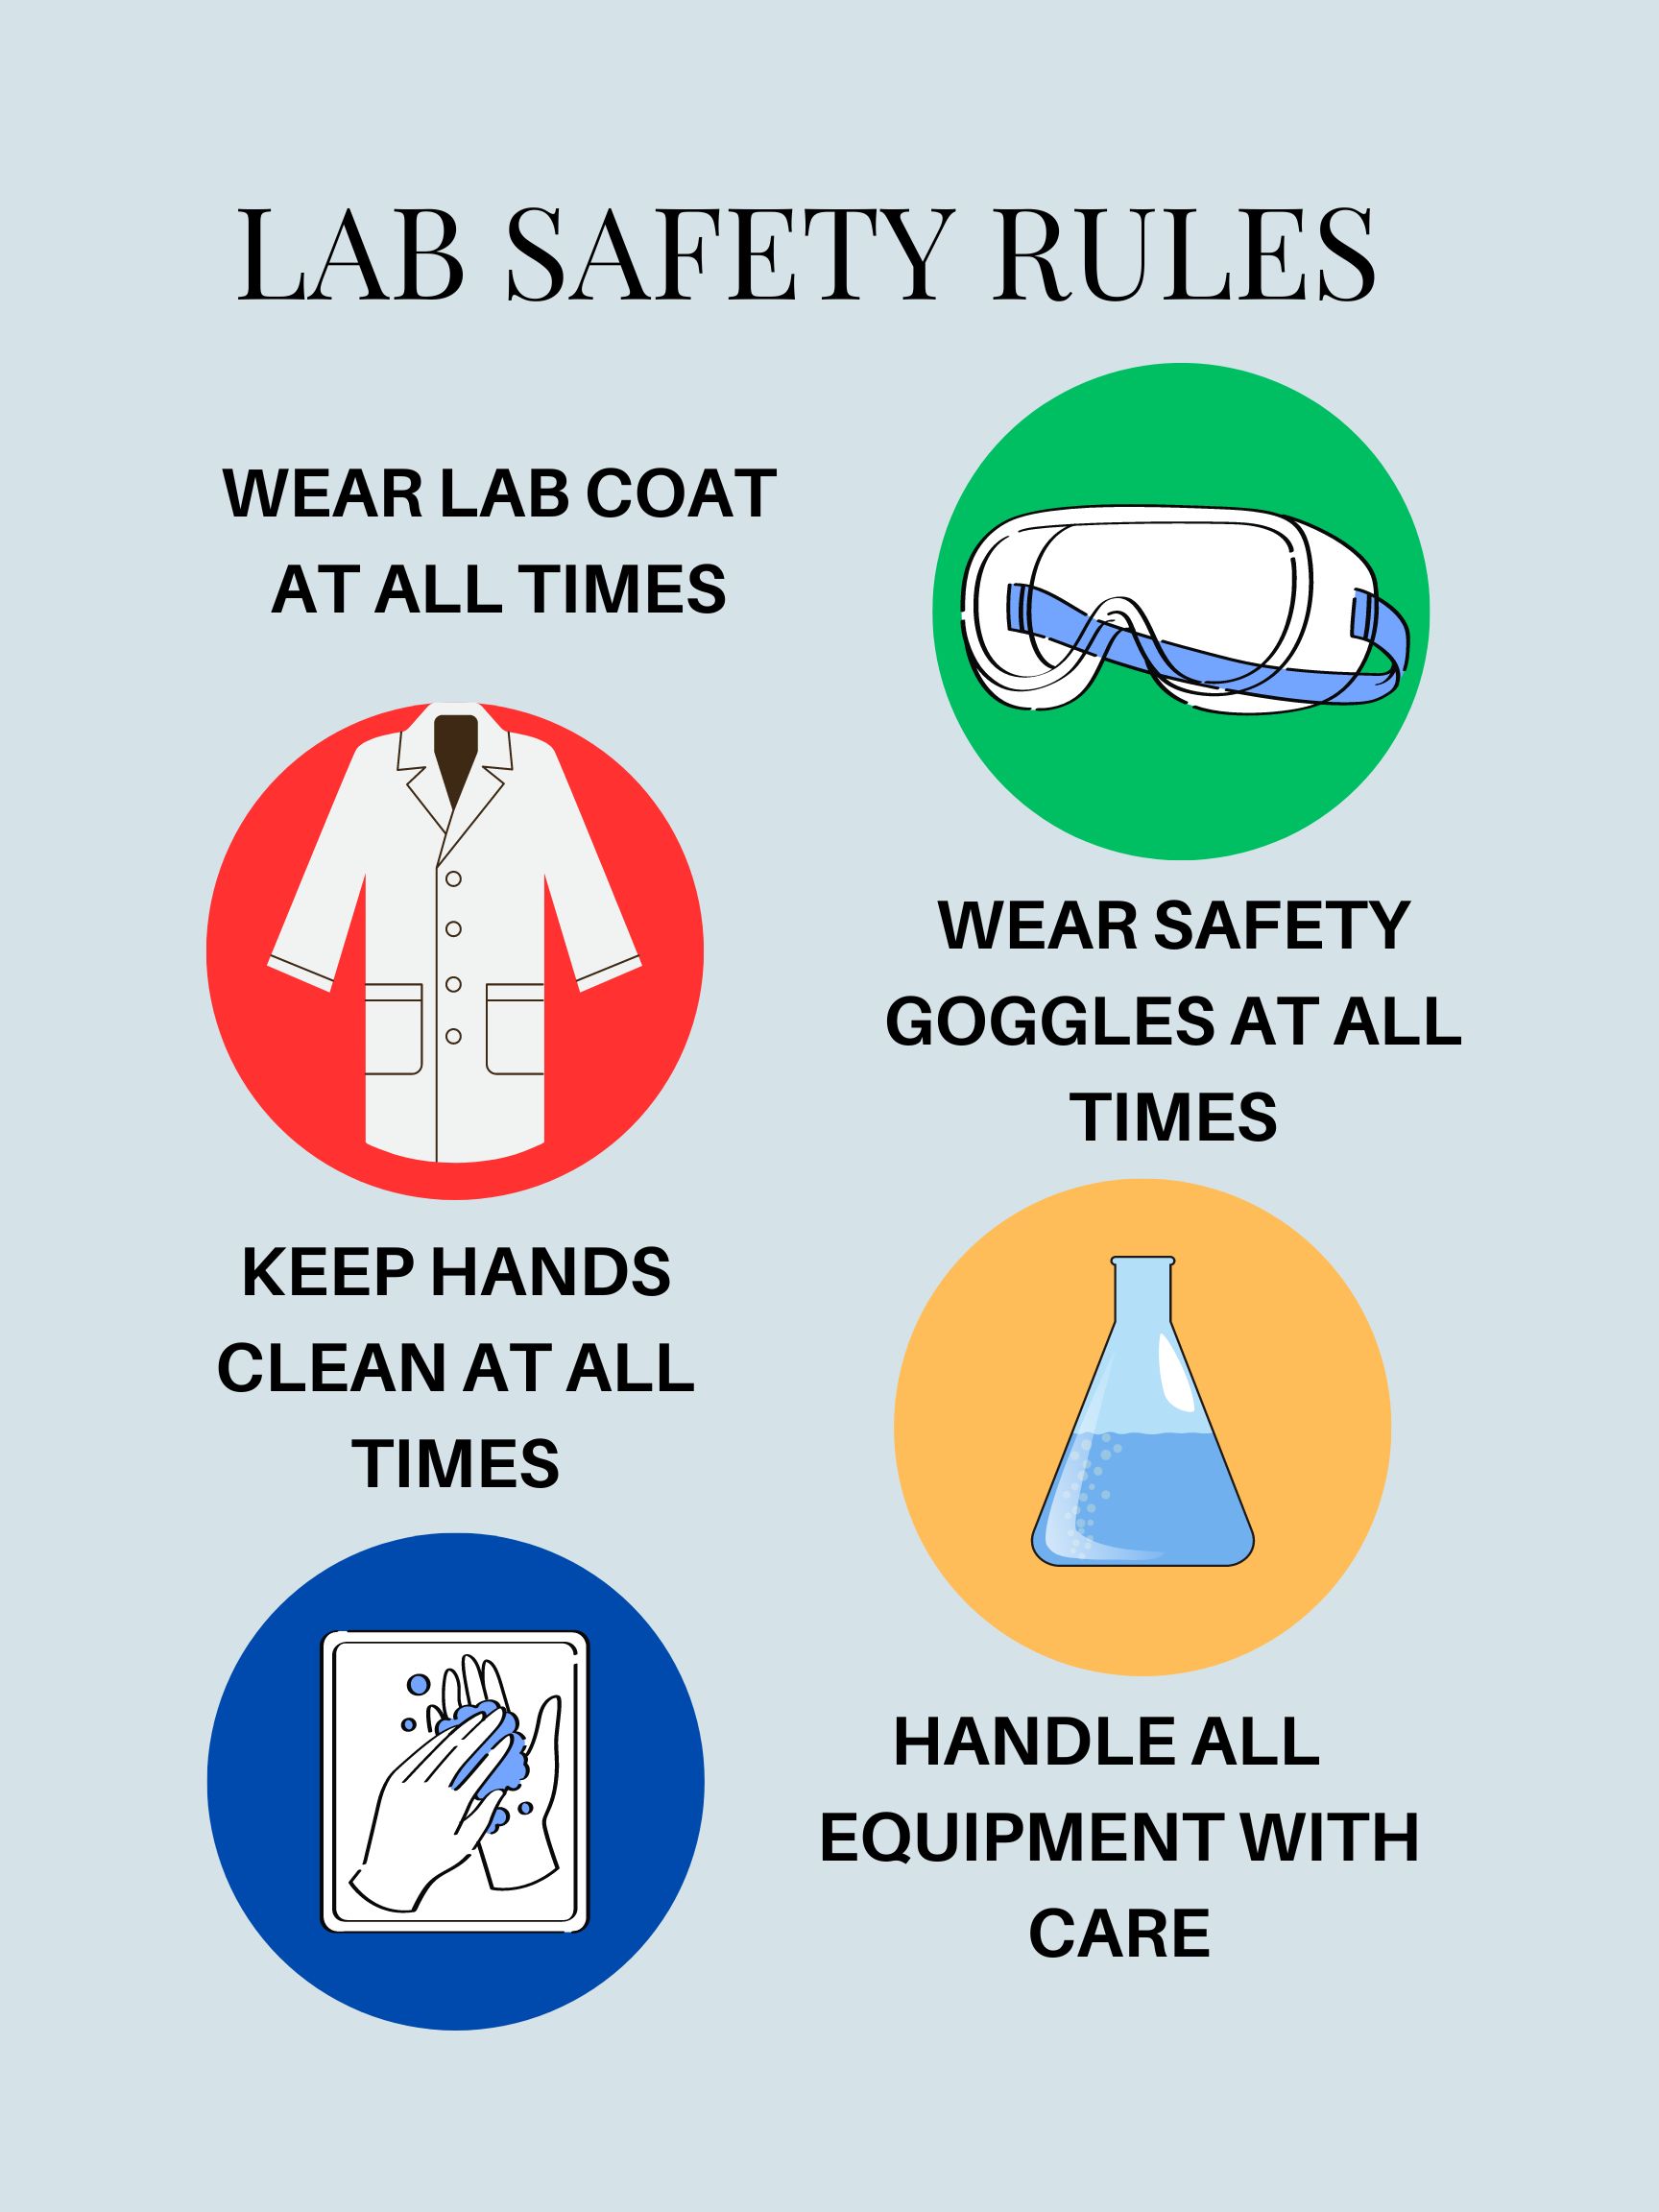 LAB SAFETY RULES
WEAR LAB COAT
AT ALL TIMES
WEAR SAFETY
GOGGLES AT ALL
TIMES
KEEP HANDS
CLEAN AT ALL
TIMES
HANDLE ALL
EQUIPMENT WITH
CARE